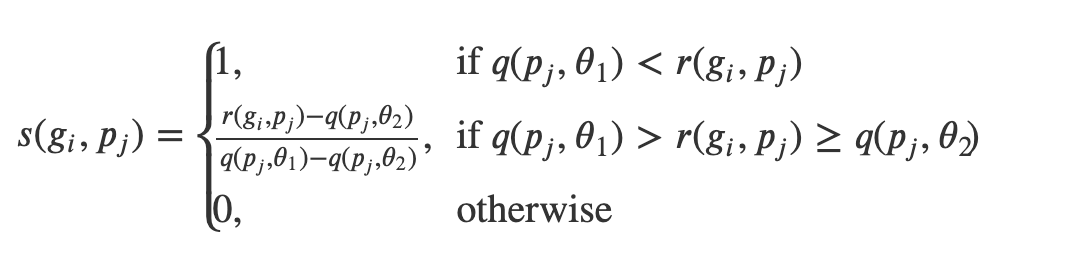 1, if q(p_j, θ_1) < r(g_i, p_j)
s(g_i, p_j) = { \frac{r(g_i,p_j)−q(p_j,θ_2)}{q(p_j,θ_1)−q(p_j,θ_2)}, if q(p_j, θ_1) > r(g_i, p_j) ≥ q(p_j, θ_2)
0, otherwise